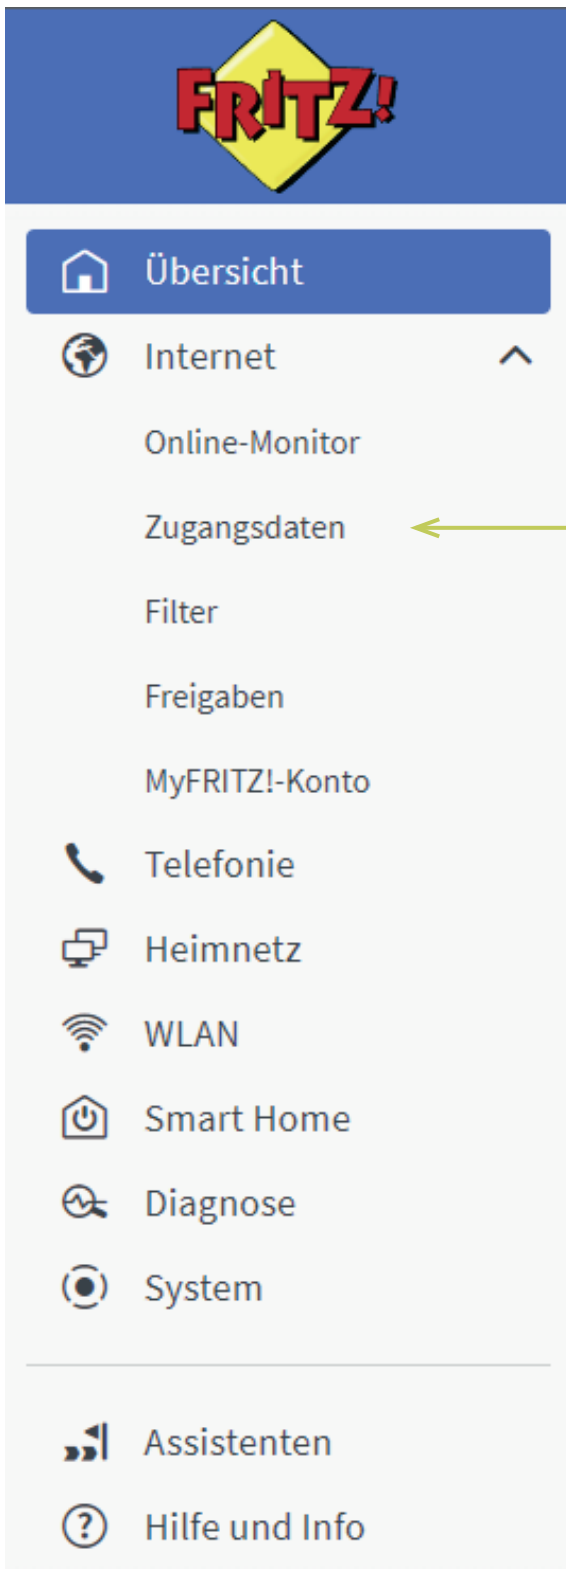 FRITZ!
Übersicht
Internet
Online-Monitor
Zugangsdaten
Filter
Freigaben
MyFRITZ!-Konto
Telefonie
Heimnetz
WLAN
Smart Home
Diagnose
System
Assistenten
Hilfe und Info